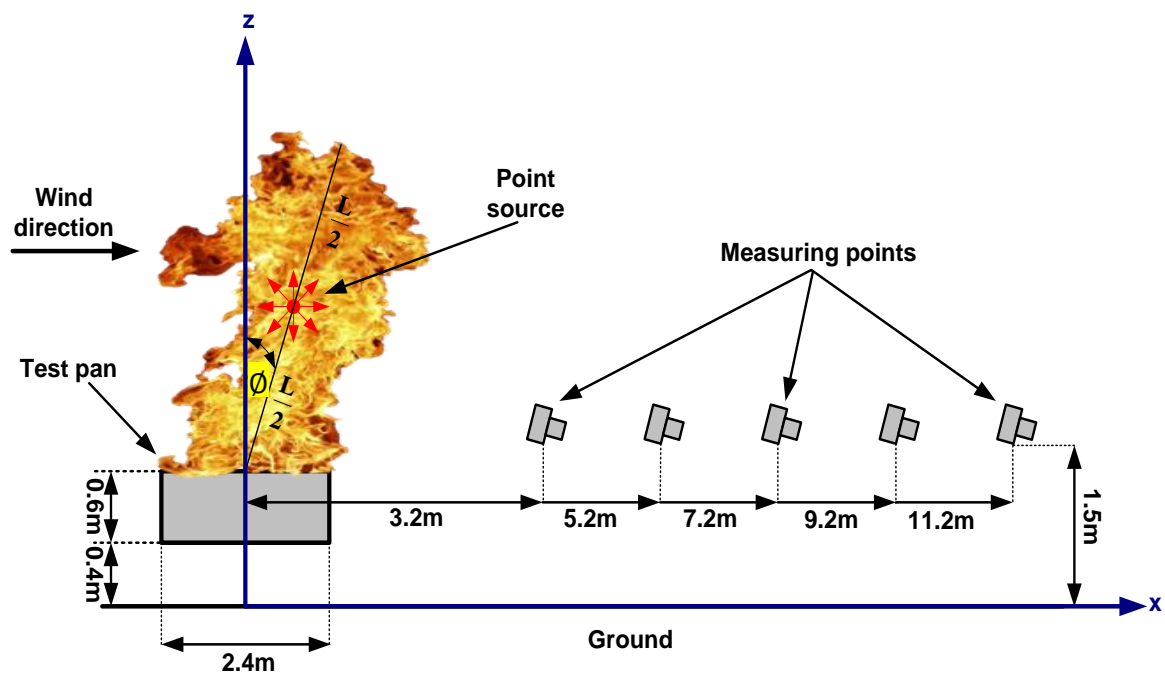 z
Wind
direction
Point
source
L
2
Measuring points
Test pan
Ø
L
2
0.6m
0.4m
3.2m
5.2m
7.2m
9.2m
11.2m
1.5m
x
Ground
2.4m